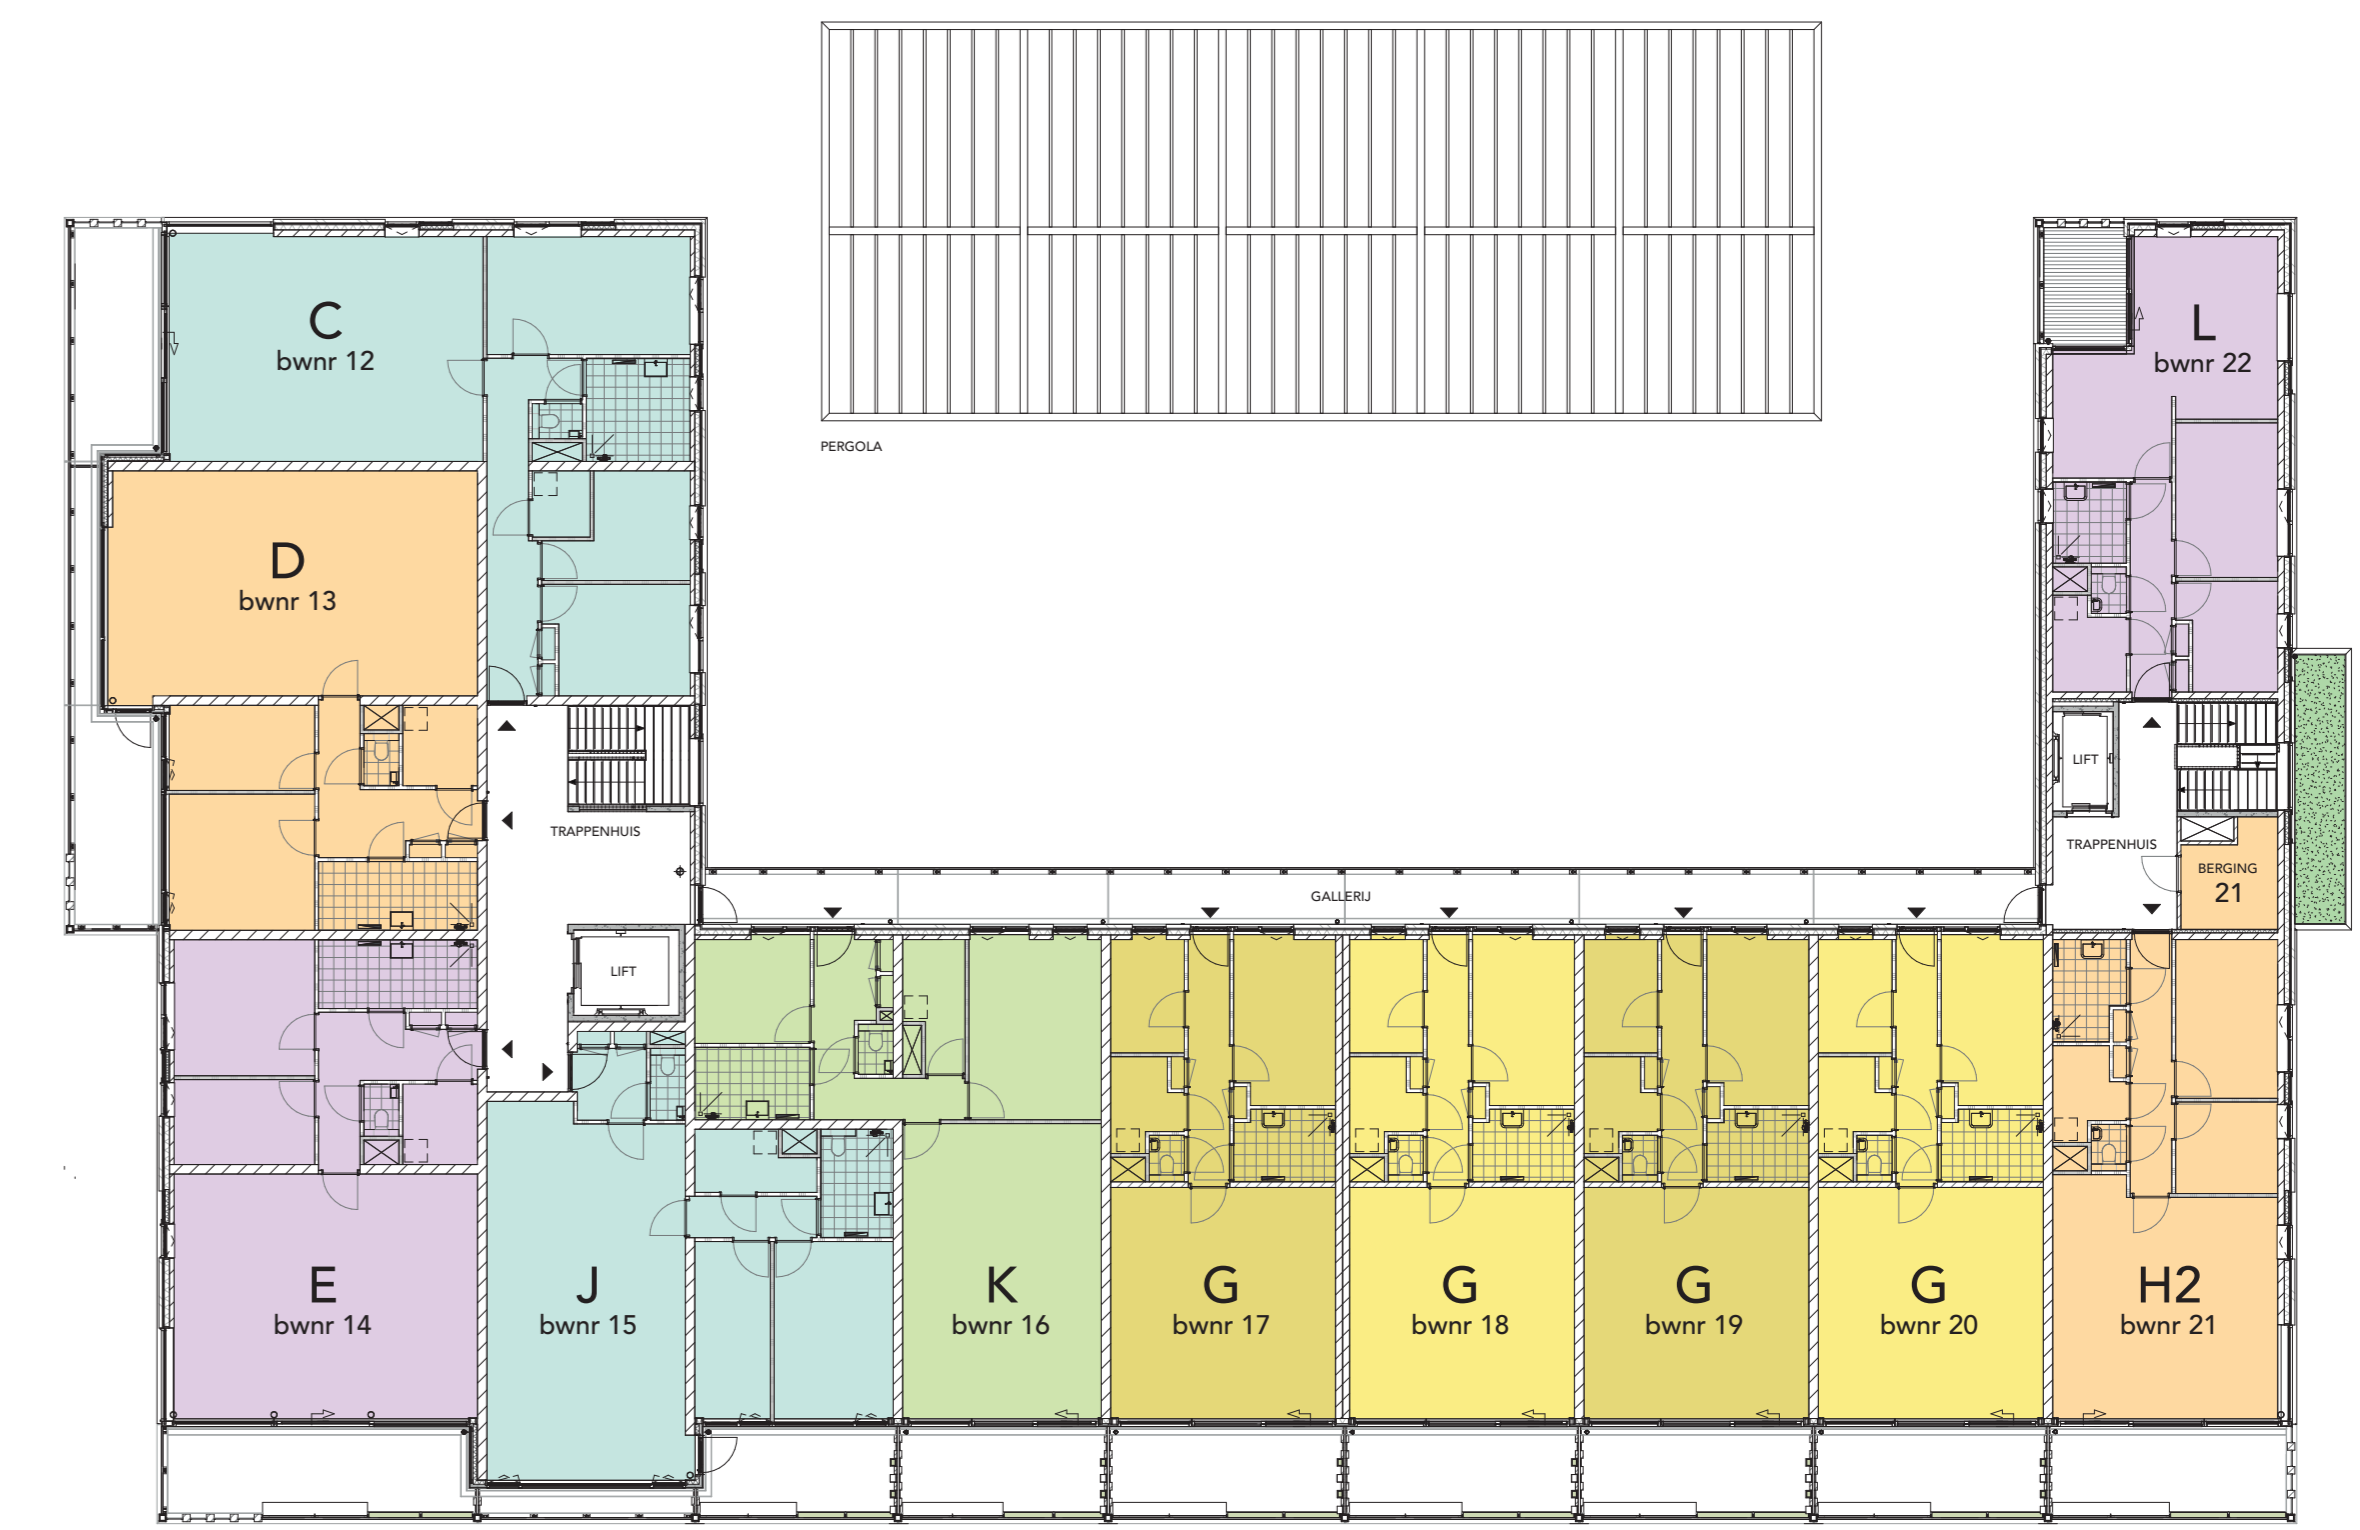 C
bwnr 12
L
bwnr 22
PERGOLA
D
bwnr 13
LIFT
TRAPPENHUIS
TRAPPENHUIS
BERGING
21
GALLERIJ
LIFT
E
bwnr 14
J
bwnr 15
K
bwnr 16
G
bwnr 17
G
bwnr 18
G
bwnr 19
G
bwnr 20
H2
bwnr 21